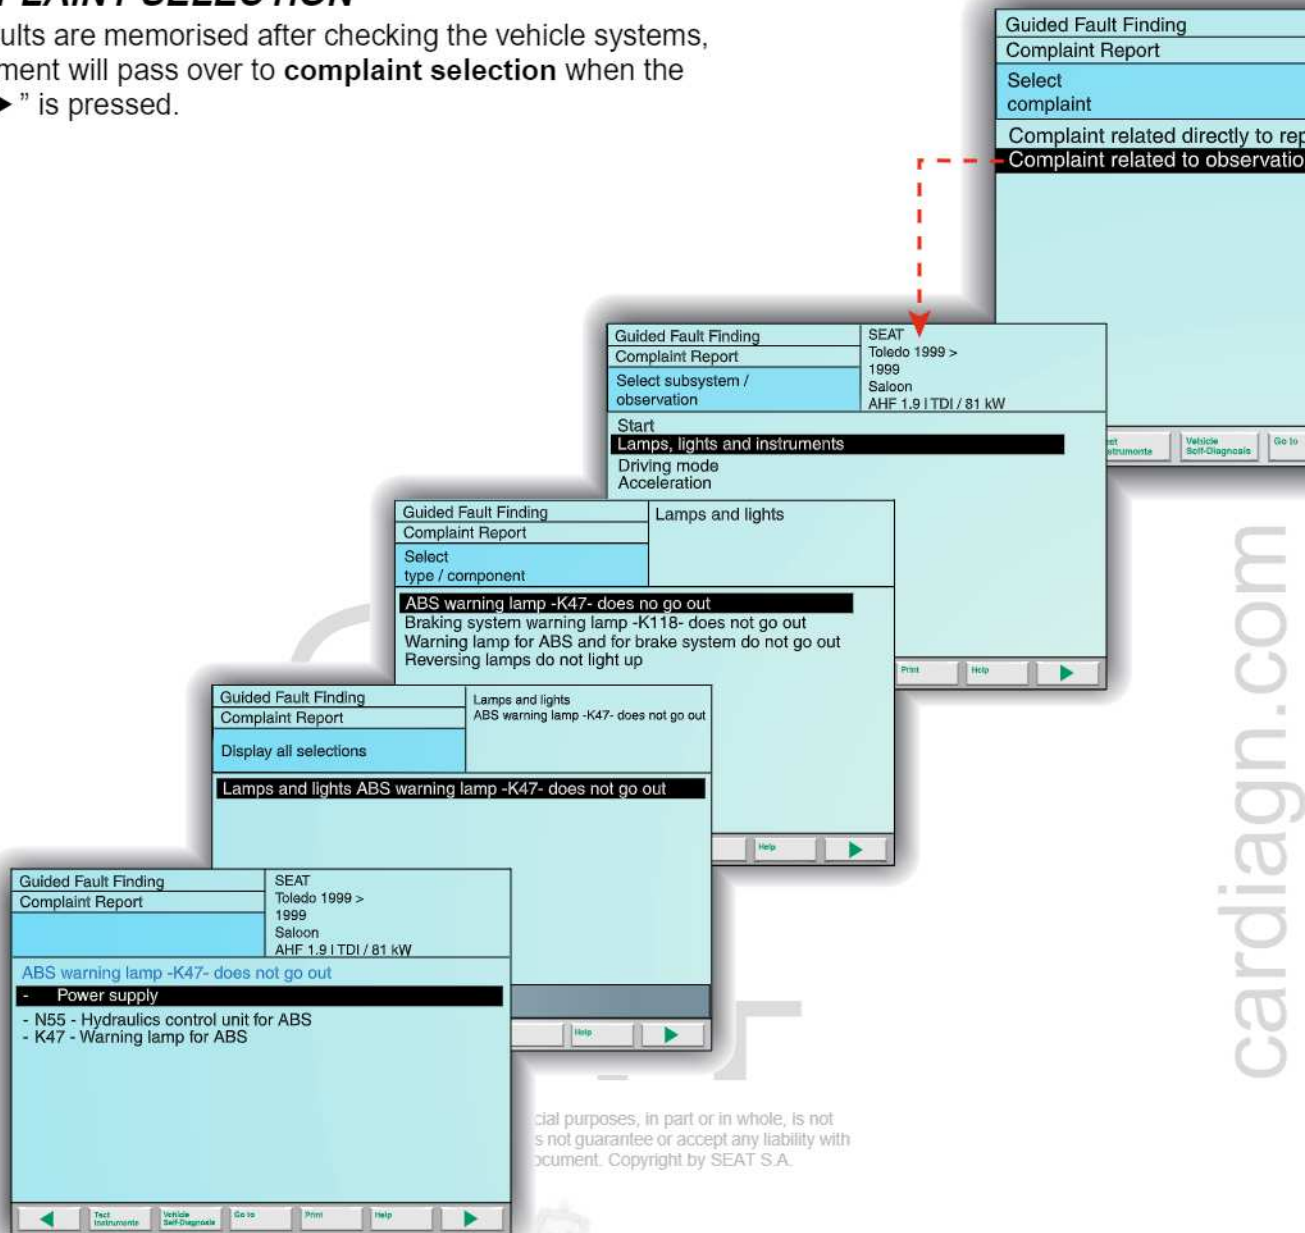 PLAINT SELECTION
ults are memorised after checking the vehicle systems,
ment will pass over to complaint selection when the
▶ " is pressed.
Guided Fault Finding
Complaint Report
Select
complaint
Complaint related directly to rep
Complaint related to observatio
Vehicle
Self-Diagnosis
Go to
Guided Fault Finding
Complaint Report
Select subsystem /
observation
SEAT
Toledo 1999 >
1999
Saloon
AHF 1.9 l TDI / 81 kW
Start
Lamps, lights and instruments
Driving mode
Acceleration
Print
Help
Guided Fault Finding
Complaint Report
Select
type / component
Lamps and lights
ABS warning lamp -K47- does no go out
Braking system warning lamp -K118- does not go out
Warning lamp for ABS and for brake system do not go out
Reversing lamps do not light up
Help
Guided Fault Finding
Complaint Report
Display all selections
Lamps and lights
ABS warning lamp -K47- does not go out
Lamps and lights ABS warning lamp -K47- does not go out
Help
Guided Fault Finding
Complaint Report
SEAT
Toledo 1999 >
1999
Saloon
AHF 1.9 l TDI / 81 kW
ABS warning lamp -K47- does not go out
- Power supply
- N55 - Hydraulics control unit for ABS
- K47 - Warning lamp for ABS
Test
Instrumente
Vehicle
Self-Diagnosis
Go to
Print
Help
cial purposes, in part or in whole, is not
s not guarantee or accept any liability with
ocument. Copyright by SEAT S.A.
cardiagn.com